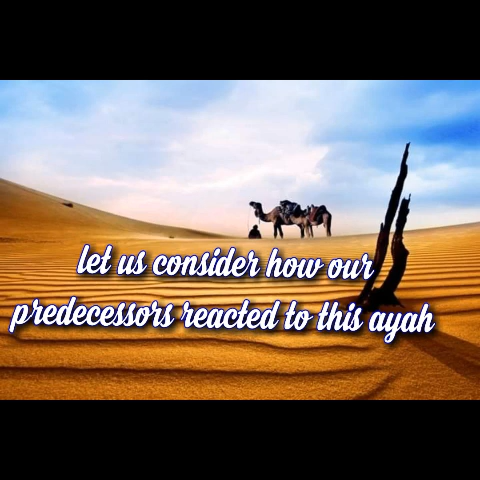 let us consider how our
predecessors reacted to this ayah